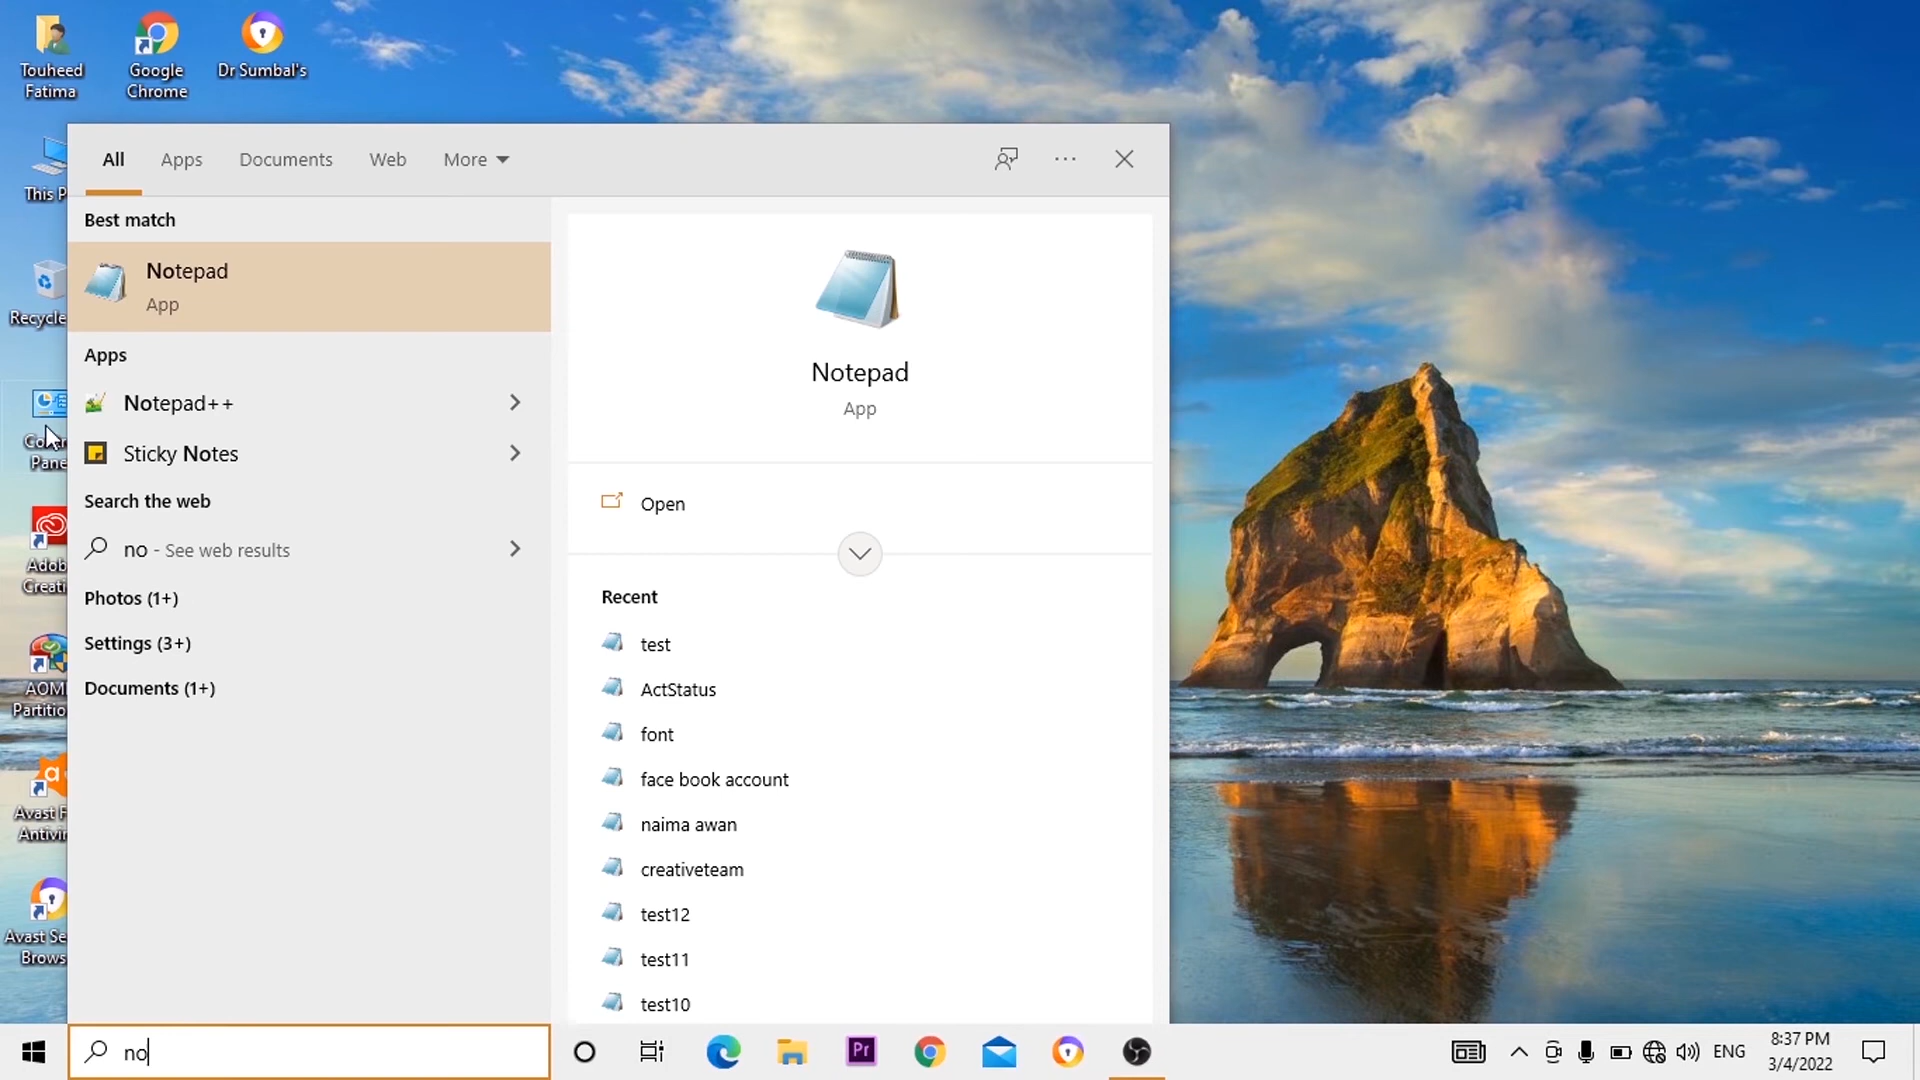 Touheed
Fatima
Google
Chrome
Dr Sumbal's
This P
Recycle
Pane
Adob
Creati
AOMI
Partitio
Avast F
Antivir
Avast Se
Brows
All Apps Documents Web More
Best match
Notepad
App
Apps
Notepad++
Sticky Notes
Search the web
no - See web results
Photos (1+)
Settings (3+)
Documents (1+)
Notepad
App
Open
Recent
test
ActStatus
font
face book account
naima awan
creativeteam
test12
test11
test10
no
Pr
ENG
8:37 PM
3/4/2022